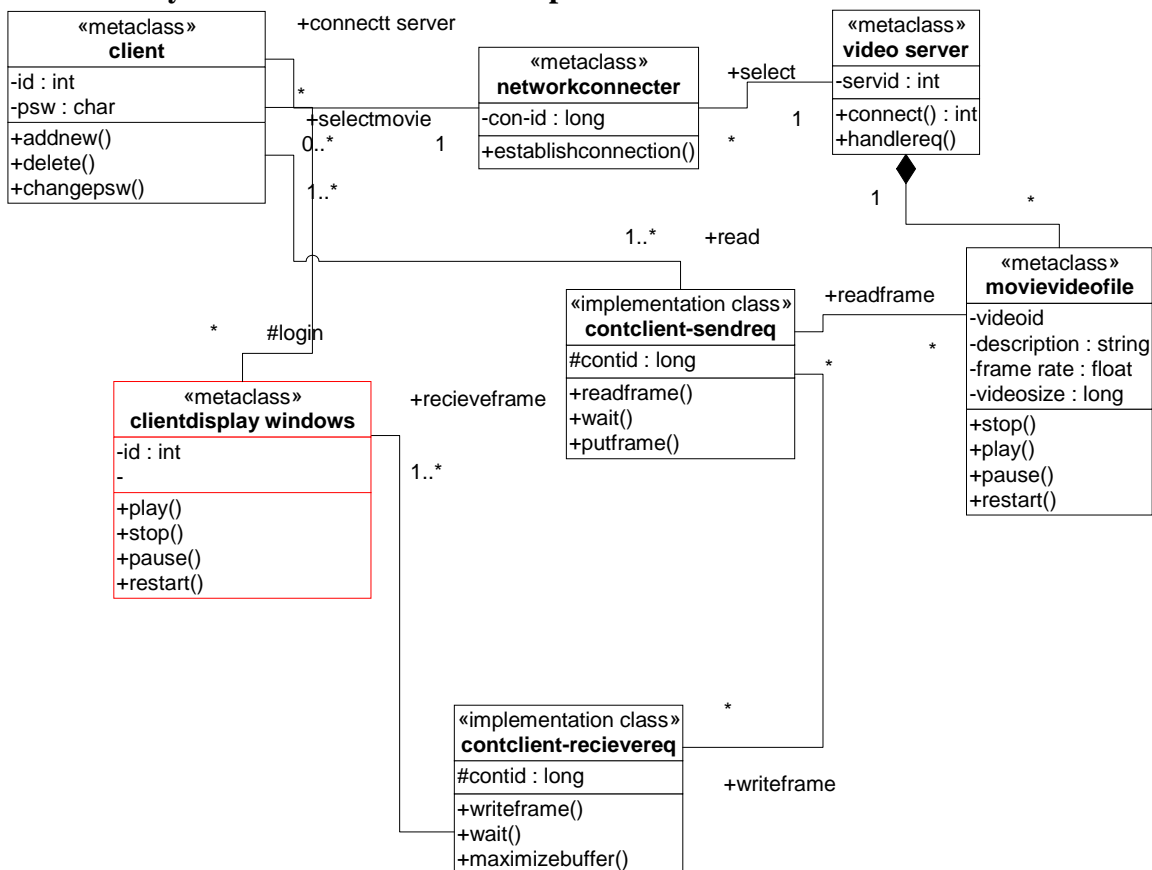 «metaclass»
client
-id : int
-psw : char
+addnew()
+delete()
+changepsw()
+connectt server
*
+selectmovie
0..*
1
1..*
«metaclass»
networkconnecter
-con-id : long
+establishconnection()
+select
1
*
«metaclass»
video server
-servid : int
+connect() : int
+handlereq()
1
*
1..*
+read
«implementation class»
contclient-sendreq
#contid : long
+readframe()
+wait()
+putframe()
+readframe
*
*
«metaclass»
movievideofile
-videoid
-description : string
-frame rate : float
-videosize : long
+stop()
+play()
+pause()
+restart()
*
#login
«metaclass»
clientdisplay windows
-id : int
-
+play()
+stop()
+pause()
+restart()
+recieveframe
1..*
«implementation class»
contclient-recievereq
#contid : long
+writeframe()
+wait()
+maximizebuffer()
*
+writeframe